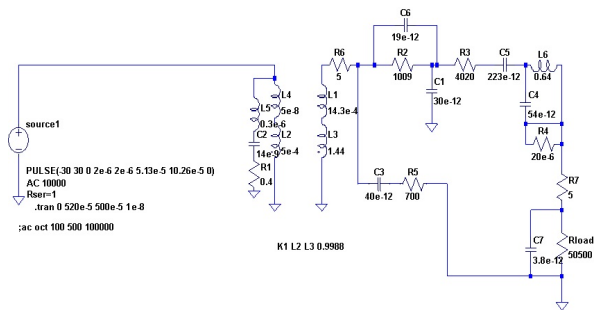 C6
19e-12
R6
5
R2
1009
R3
4020
C5
223e-12
L6
0.64
C1
30e-12
C4
54e-12
R4
20e-6
source1
L4
5e-8
L5
0.3e-6
L2
5e-4
C2
14e-9
R1
0.4
L1
14.3e-4
L3
1.44
PULSE(-30 30 0 2e-6 2e-6 5.13e-5 10.26e-5 0)
AC 10000
Rser=1
.tran 0 520e-5 500e-5 1e-8
;ac oct 100 500 100000
C3
40e-12
R5
700
R7
5
C7
3.8e-12
Rload
50500
K1 L2 L3 0.9988